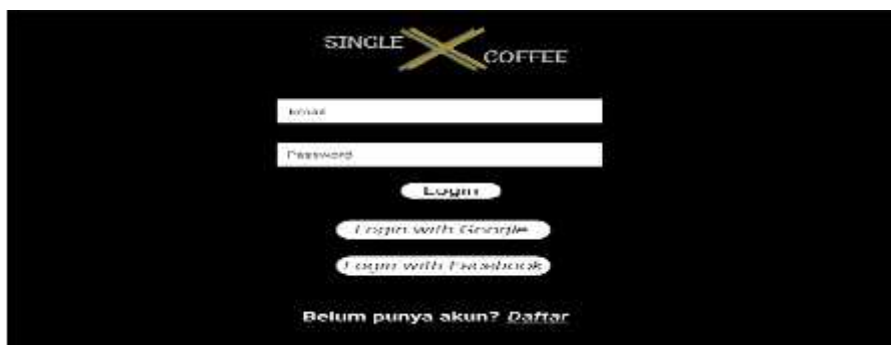 SINGLE
COFFEE
Email
Password
Login
Login with Google
Login with Facebook
Belum punya akun? Daftar